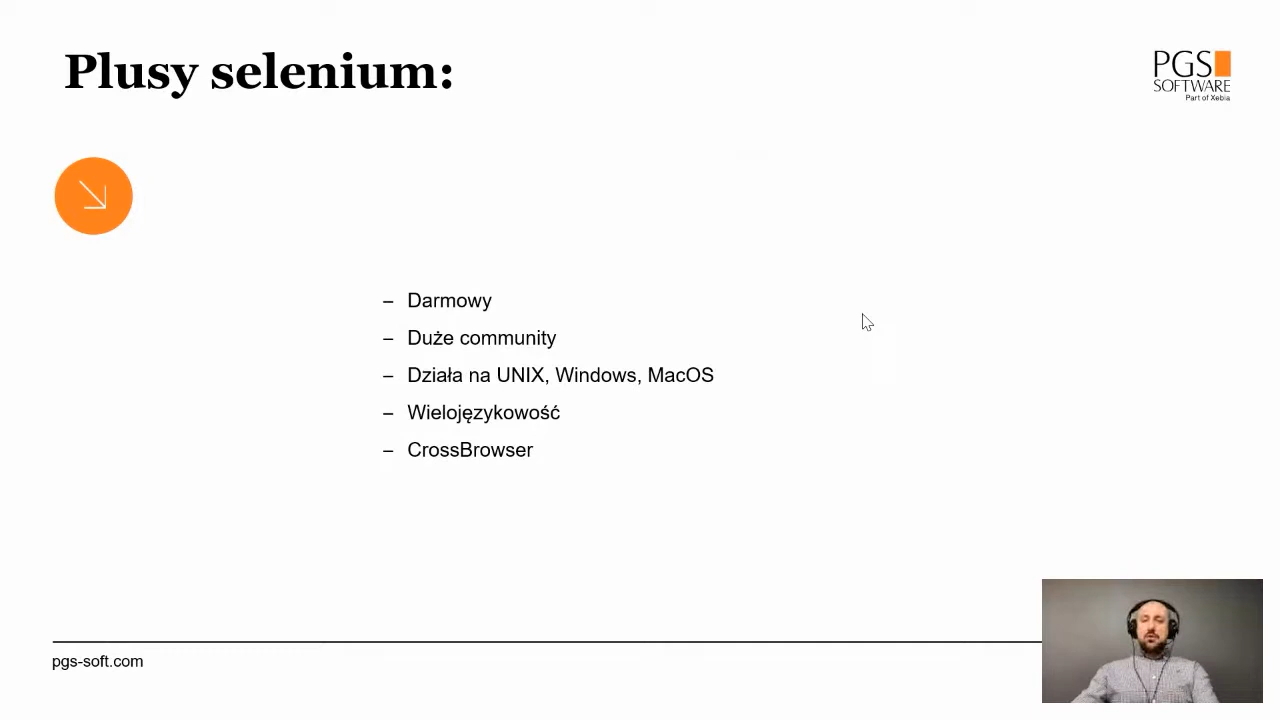 Plusy selenium:
PGS
SOFTWARE
Part of Xebia
– Darmowy
– Duże community
– Działa na UNIX, Windows, MacOS
– Wielojęzykowość
– CrossBrowser
pgs-soft.com